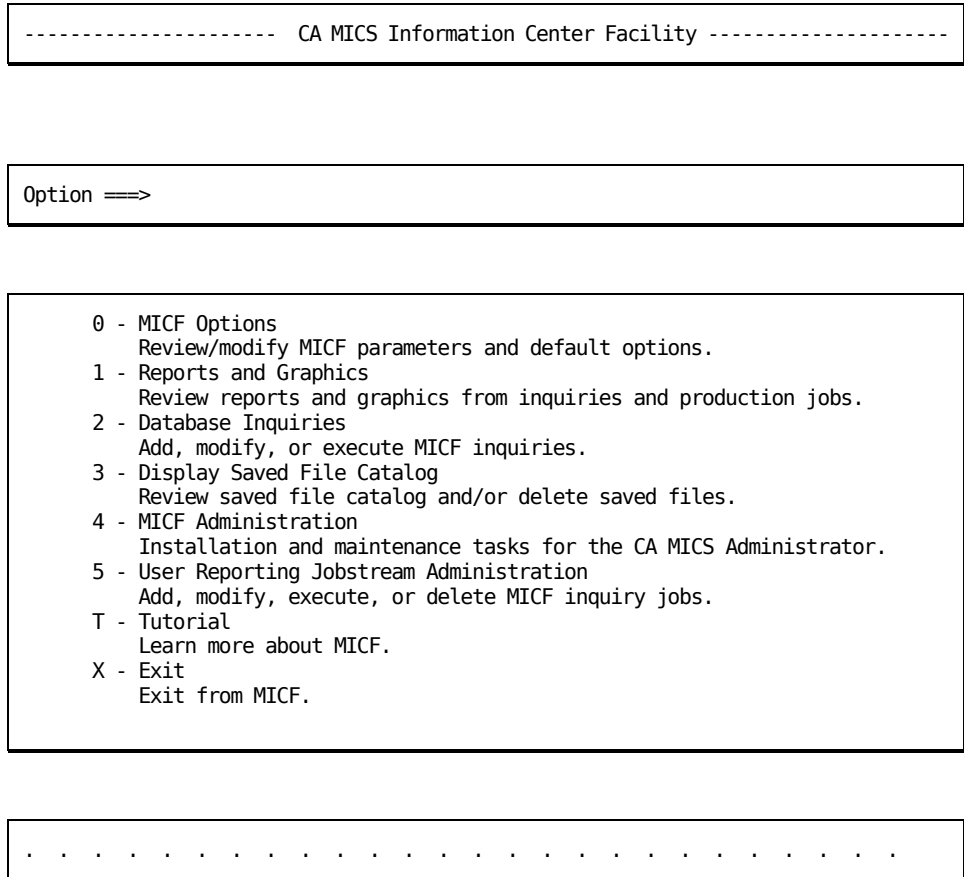 ---------------------- CA MICS Information Center Facility ---------------------
Option ===>
0 - MICF Options
Review/modify MICF parameters and default options.
1 - Reports and Graphics
Review reports and graphics from inquiries and production jobs.
2 - Database Inquiries
Add, modify, or execute MICF inquiries.
3 - Display Saved File Catalog
Review saved file catalog and/or delete saved files.
4 - MICF Administration
Installation and maintenance tasks for the CA MICS Administrator.
5 - User Reporting Jobstream Administration
Add, modify, execute, or delete MICF inquiry jobs.
T - Tutorial
Learn more about MICF.
X - Exit
Exit from MICF.
. . . . . . . . . . . . . . . . . . . . . . . . . .